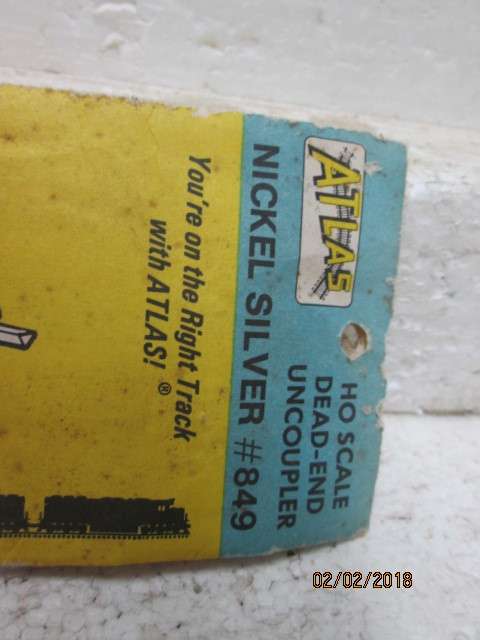 ATLAS
HO SCALE
DEAD-END
UNCOUPLER
NICKEL SILVER #849
You're on the Right Track
with ATLAS! ®
02/02/2018